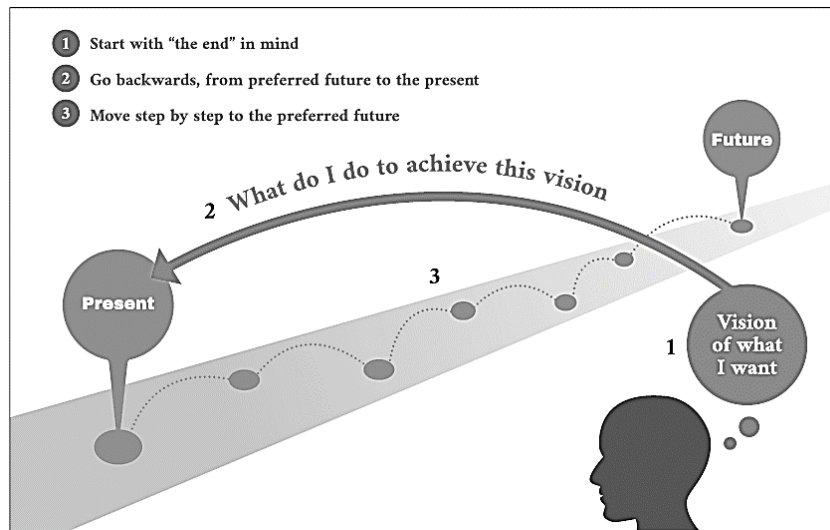 1 Start with “the end” in mind
2 Go backwards, from preferred future to the present
3 Move step by step to the preferred future
Future
2 What do I do to achieve this vision
Present
3
1
Vision
of what
I want